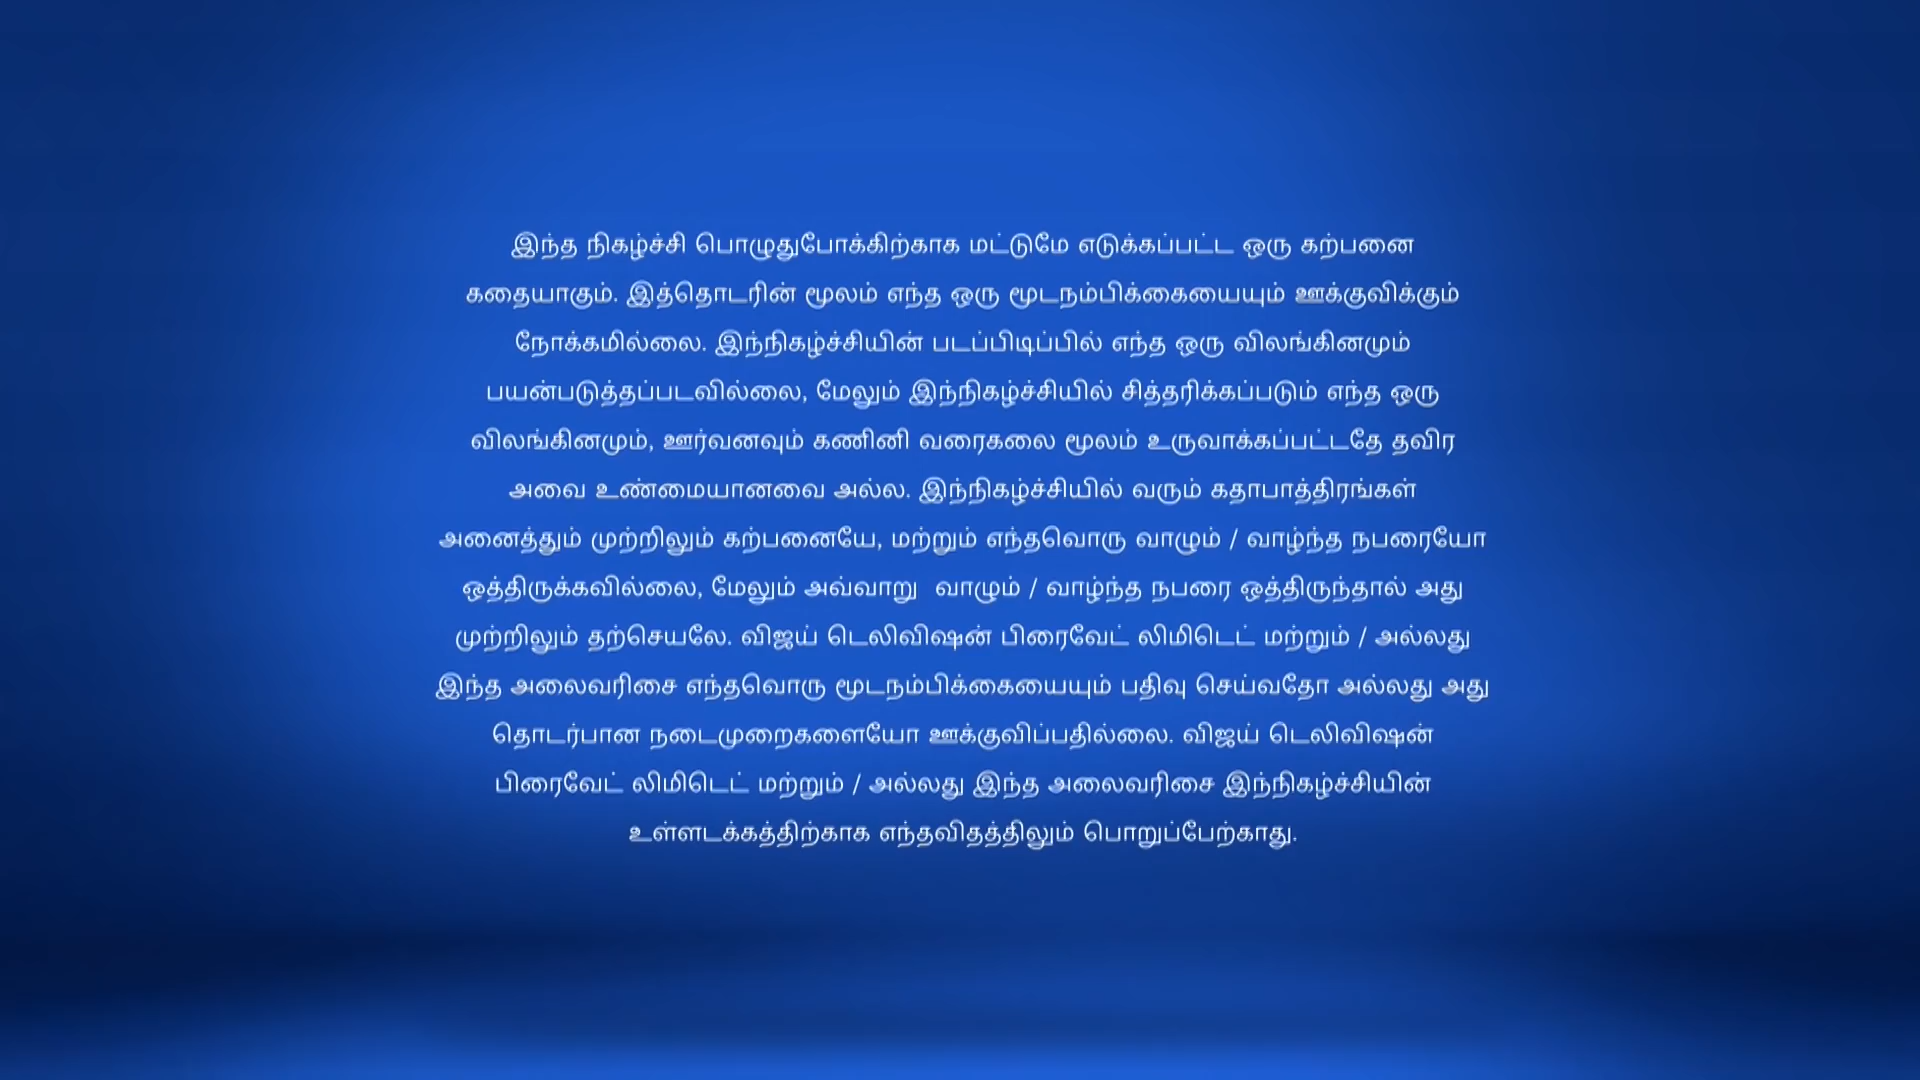 இந்த நிகழ்ச்சி பொழுதுபோக்கிற்காக மட்டுமே எடுக்கப்பட்ட ஒரு கற்பனை
கதையாகும். இத்தொடரின் மூலம் எந்த ஒரு மூடநம்பிக்கையையும் ஊக்குவிக்கும்
நோக்கமில்லை. இந்நிகழ்ச்சியின் படப்பிடிப்பில் எந்த ஒரு விலங்கினமும்
பயன்படுத்தப்படவில்லை, மேலும் இந்நிகழ்ச்சியில் சித்தரிக்கப்படும் எந்த ஒரு
விலங்கினமும், ஊர்வனவும் கணினி வரைகலை மூலம் உருவாக்கப்பட்டதே தவிர
அவை உண்மையானவை அல்ல. இந்நிகழ்ச்சியில் வரும் கதாபாத்திரங்கள்
அனைத்தும் முற்றிலும் கற்பனையே, மற்றும் எந்தவொரு வாழும் / வாழ்ந்த நபரையோ
ஒத்திருக்கவில்லை, மேலும் அவ்வாறு வாழும் / வாழ்ந்த நபரை ஒத்திருந்தால் அது
முற்றிலும் தற்செயலே. விஜய் டெலிவிஷன் பிரைவேட் லிமிடெட் மற்றும் / அல்லது
இந்த அலைவரிசை எந்தவொரு மூடநம்பிக்கையையும் பதிவு செய்வதோ அல்லது அது
தொடர்பான நடைமுறைகளையோ ஊக்குவிப்பதில்லை. விஜய் டெலிவிஷன்
பிரைவேட் லிமிடெட் மற்றும் / அல்லது இந்த அலைவரிசை இந்நிகழ்ச்சியின்
உள்ளடக்கத்திற்காக எந்தவிதத்திலும் பொறுப்பேற்காது.